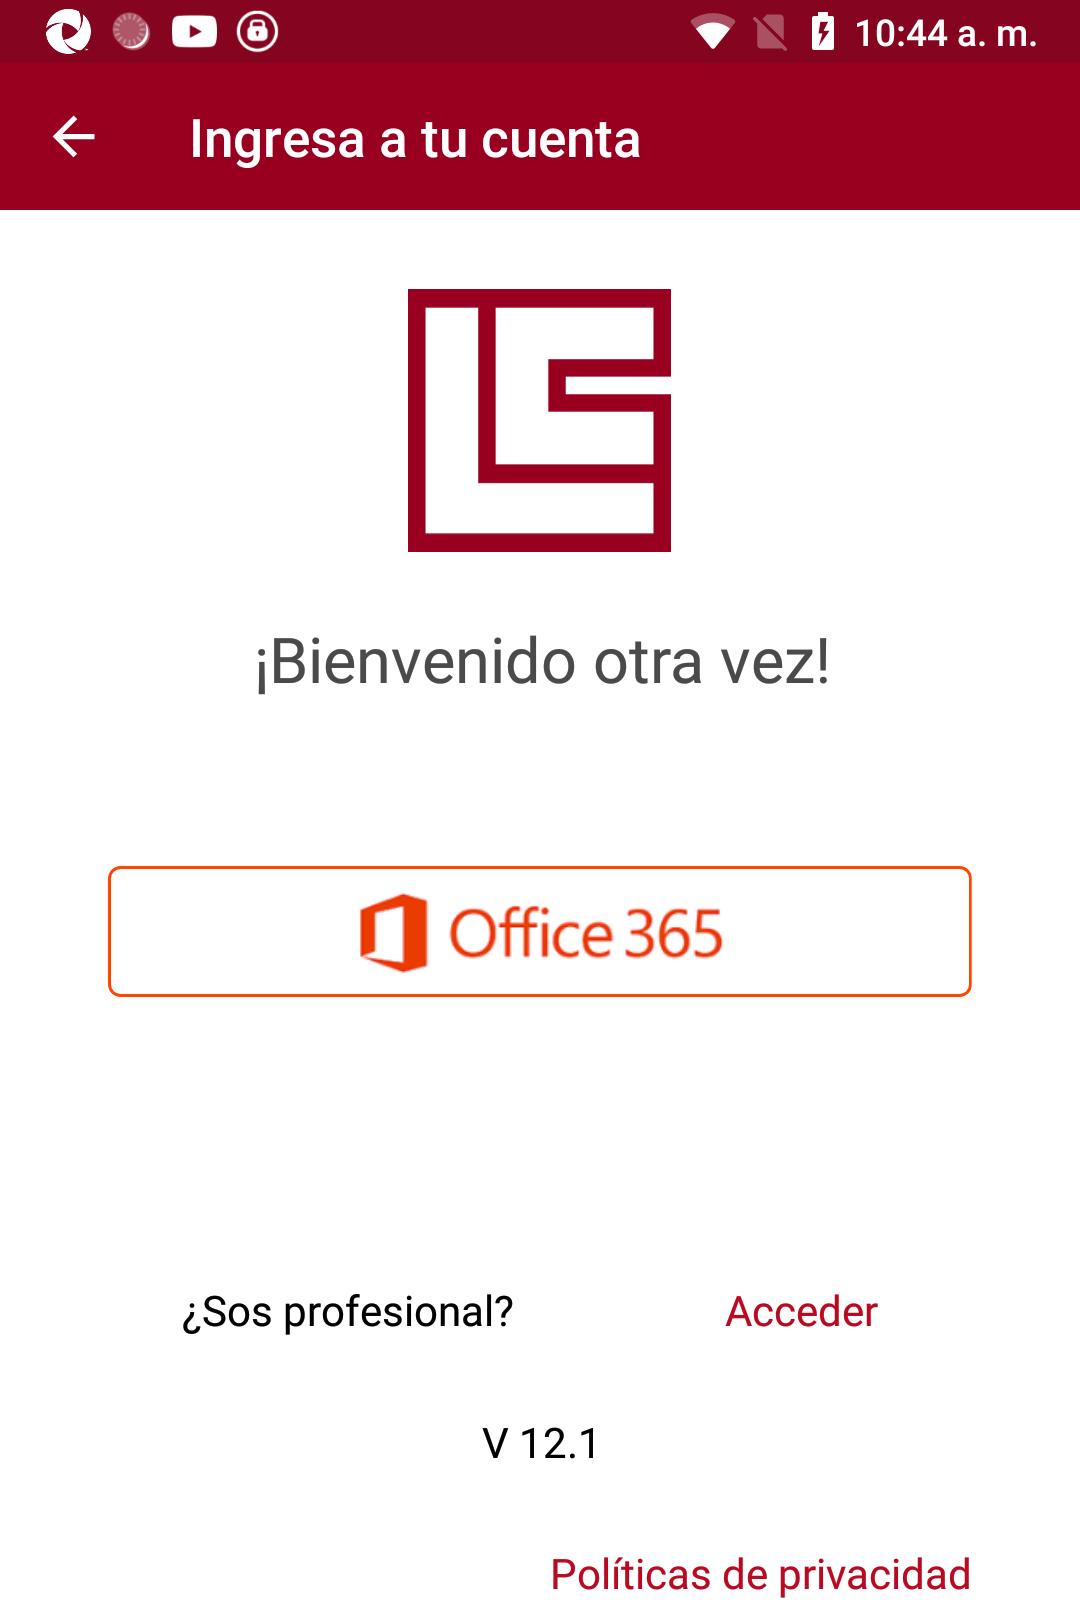 10:44 a. m.
Ingresa a tu cuenta
¡Bienvenido otra vez!
Office 365
¿Sos profesional? Acceder
V 12.1
Políticas de privacidad